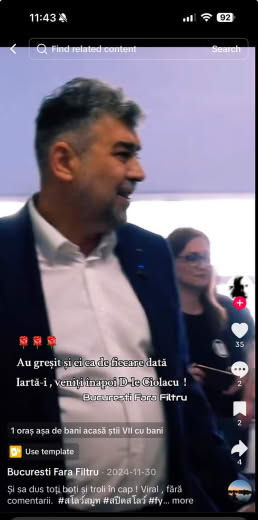 11:43
92
Find related content
Search
Au greșit și ei ca de fiecare dată
Iartă-i , veniți înapoi D-le Ciolacu !
Bucuresti Fara Filtru
35
2
2
4
1 oraș așa de bani acasă știi VII cu bani
Use template
Bucuresti Fara Filtru · 2024-11-30
Și sa dus toți boți și troli în cap ! Viral , fără
comentarii. #สโลว์สมูท #สปีดสโลว์ #fy... more